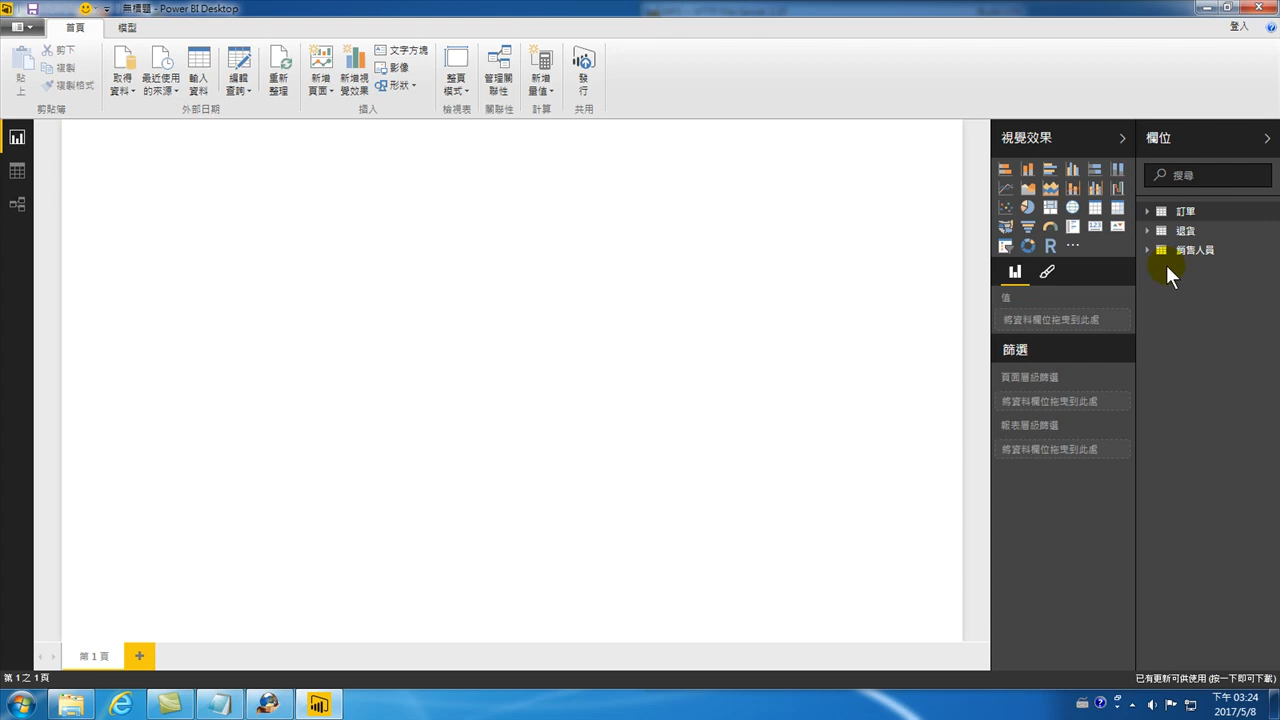 無標題 - Power BI Desktop
首頁
模型
登入
貼上
剪下
複製
複製格式
剪貼簿
取得資料
最近使用的來源
輸入資料
編輯查詢
重新整理
外部日期
新增頁面
新增視覺效果
文字方塊
影像
形狀
插入
整頁模式
檢視表
管理關聯性
關聯性
新增量值
計算
發行
共用
視覺效果
欄位
搜尋
訂單
退貨
銷售人員
值
將資料欄位拖曳到此處
篩選
頁面層級篩選
將資料欄位拖曳到此處
報表層級篩選
將資料欄位拖曳到此處
第 1 頁
第 1 之 1 頁
已有更新可供使用 (按一下即可下載)
下午 03:24
2017/5/8